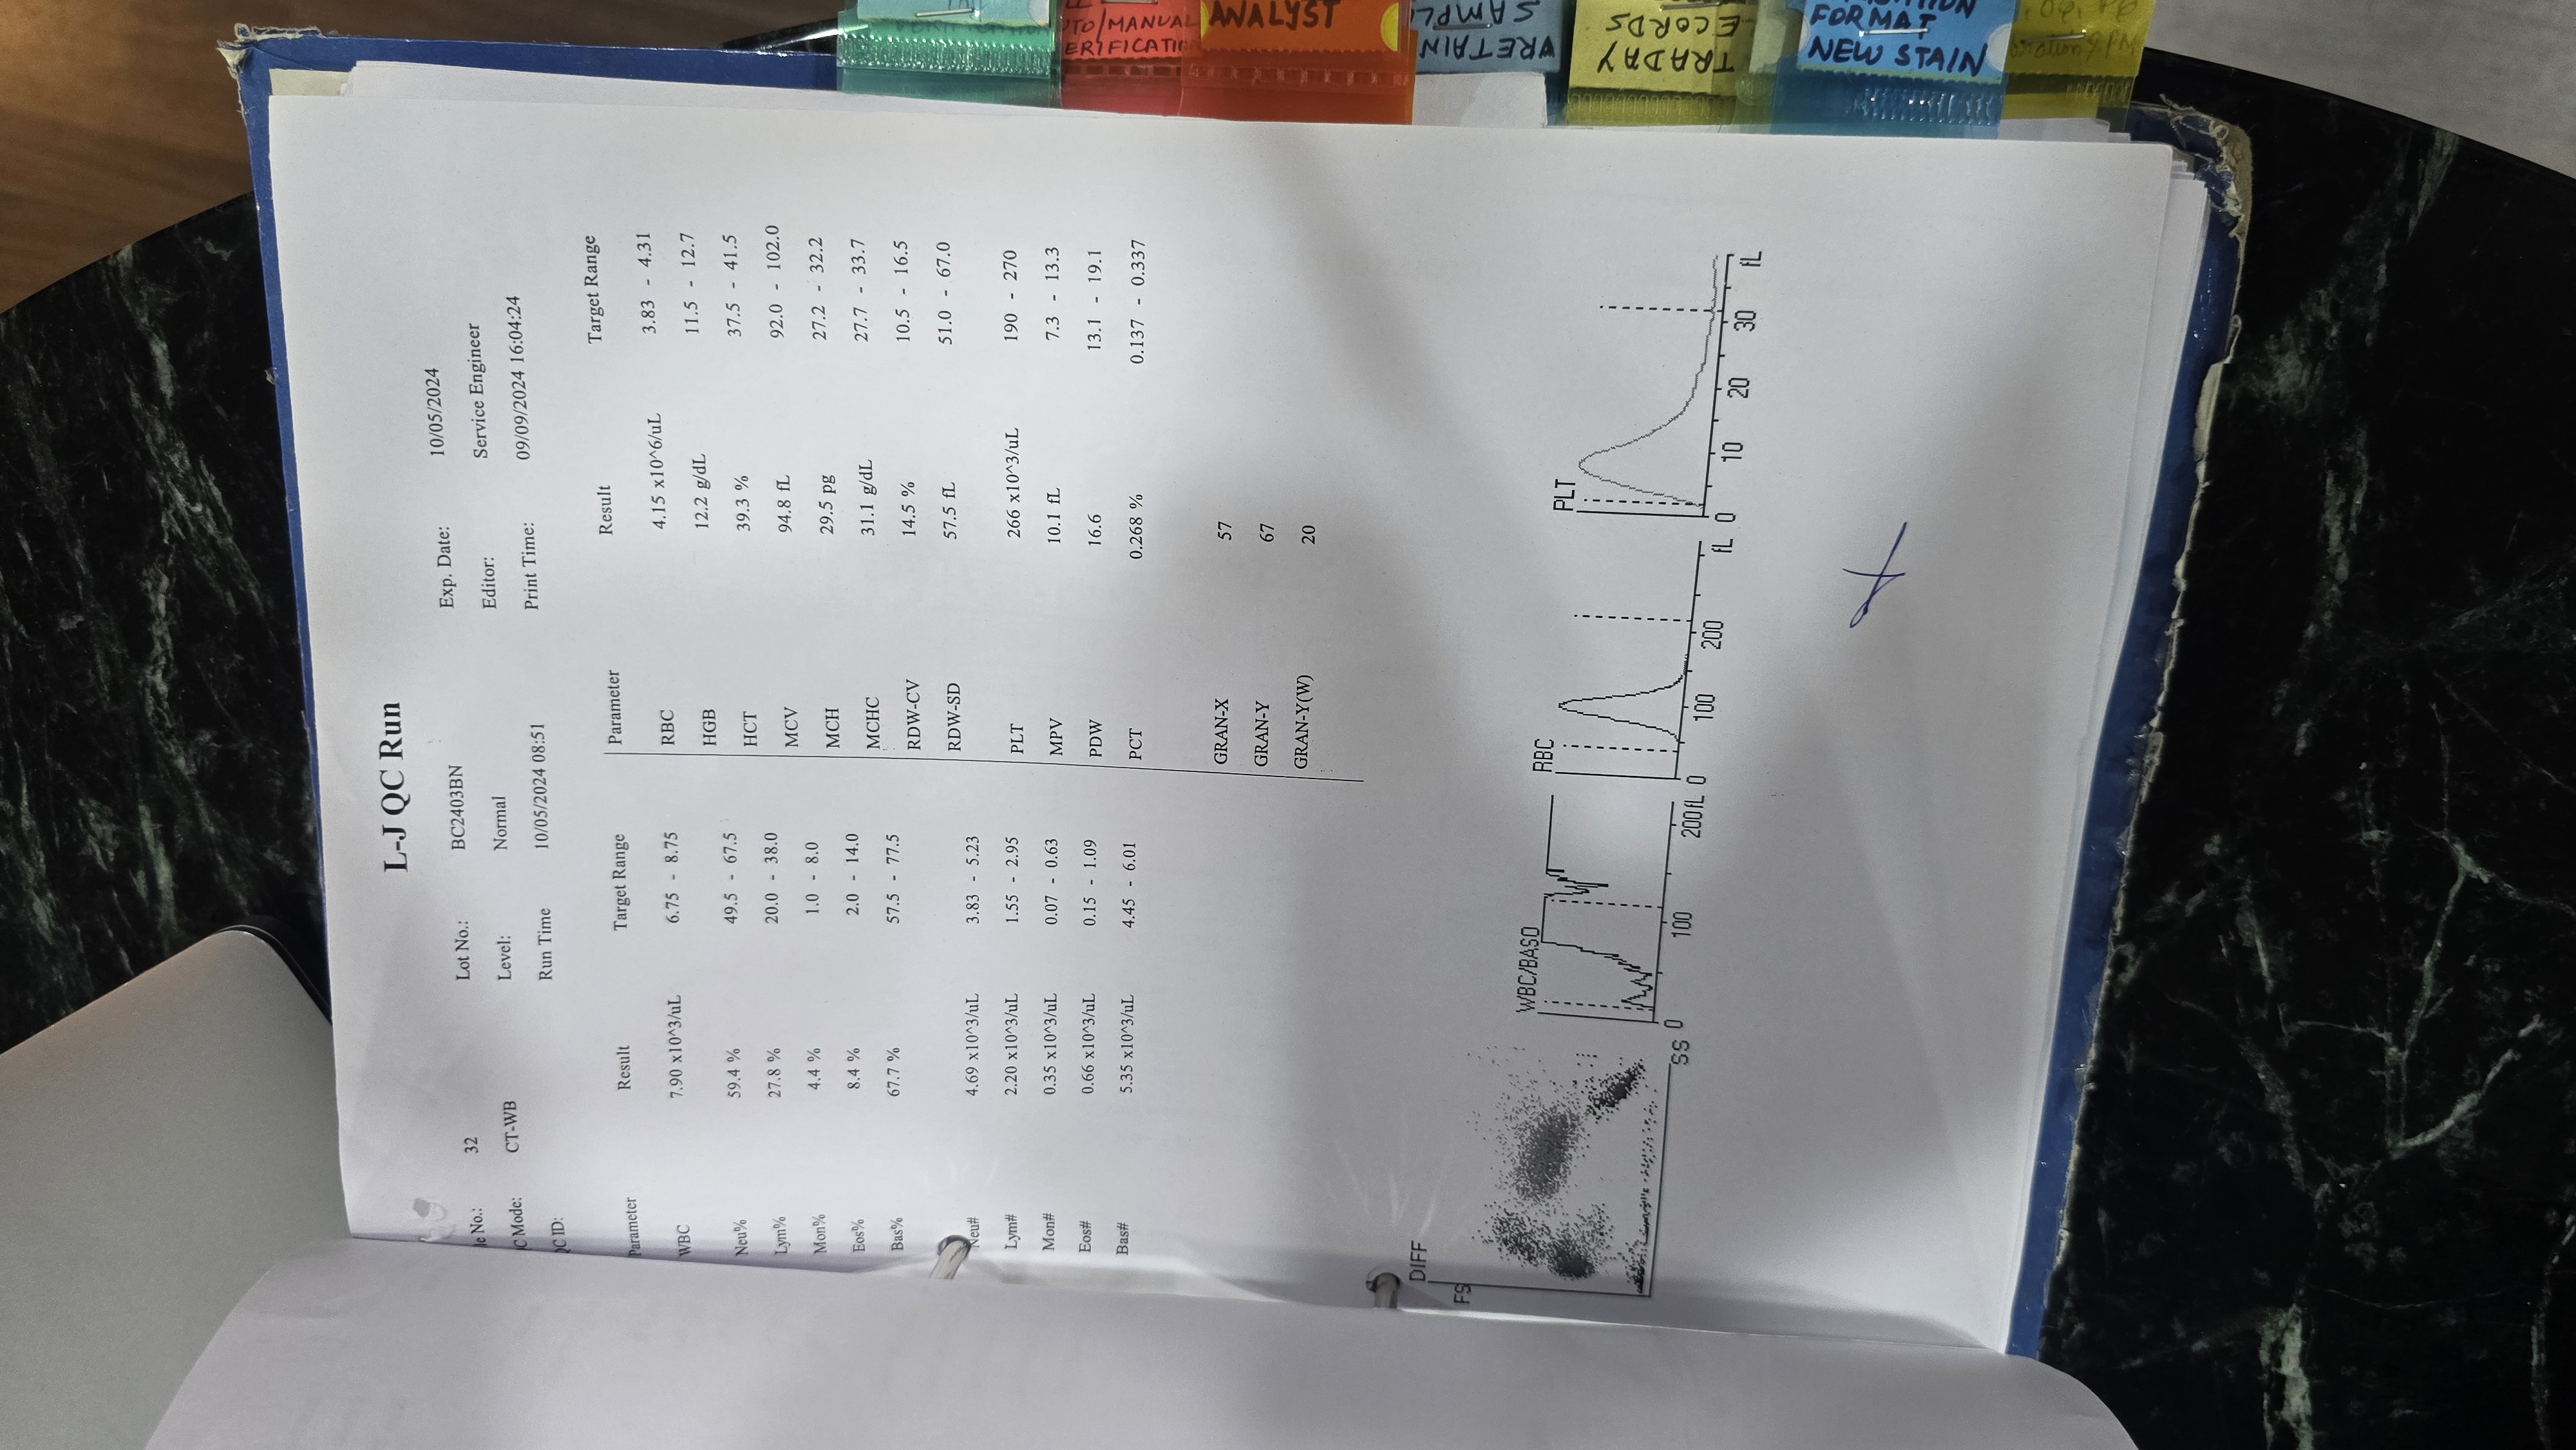 L-J QC Run
32 Lot No.: BC2403BN Exp. Date: 10/05/2024
Mode: CT-WB Level: Normal Editor: Service Engineer
QC ID: Run Time 10/05/2024 08:51 Print Time: 09/09/2024 16:04:24
Parameter Result Target Range Parameter Result Target Range
WBC 7.90 x10^3/uL 6.75 - 8.75 RBC 4.15 x10^6/uL 3.83 - 4.31
HGB 12.2 g/dL 11.5 - 12.7
Neu% 59.4 % 49.5 - 67.5 HCT 39.3 % 37.5 - 41.5
Lym% 27.8 % 20.0 - 38.0 MCV 94.8 fL 92.0 - 102.0
Mon% 4.4 % 1.0 - 8.0 MCH 29.5 pg 27.2 - 32.2
Eos% 8.4 % 2.0 - 14.0 MCHC 31.1 g/dL 27.7 - 33.7
Bas% 67.7 % 57.5 - 77.5 RDW-CV 14.5 % 10.5 - 16.5
RDW-SD 57.5 fL 51.0 - 67.0
Neu# 4.69 x10^3/uL 3.83 - 5.23
Lym# 2.20 x10^3/uL 1.55 - 2.95 PLT 266 x10^3/uL 190 - 270
Mon# 0.35 x10^3/uL 0.07 - 0.63 MPV 10.1 fL 7.3 - 13.3
Eos# 0.66 x10^3/uL 0.15 - 1.09 PDW 16.6 13.1 - 19.1
Bas# 5.35 x10^3/uL 4.45 - 6.01 PCT 0.268 % 0.137 - 0.337
GRAN-X 57
GRAN-Y 67
GRAN-Y(W) 20
DIFF
FS
SS
WBC/BASO
0 100 200 fL
RBC
0 100 200 fL
PLT
0 10 20 30 fL
FORMAT
NEW STAIN
TRADAY
ECORDS
RETAIN
SAMPL
ANALYST
TO/MANUAL
ERIFICATI